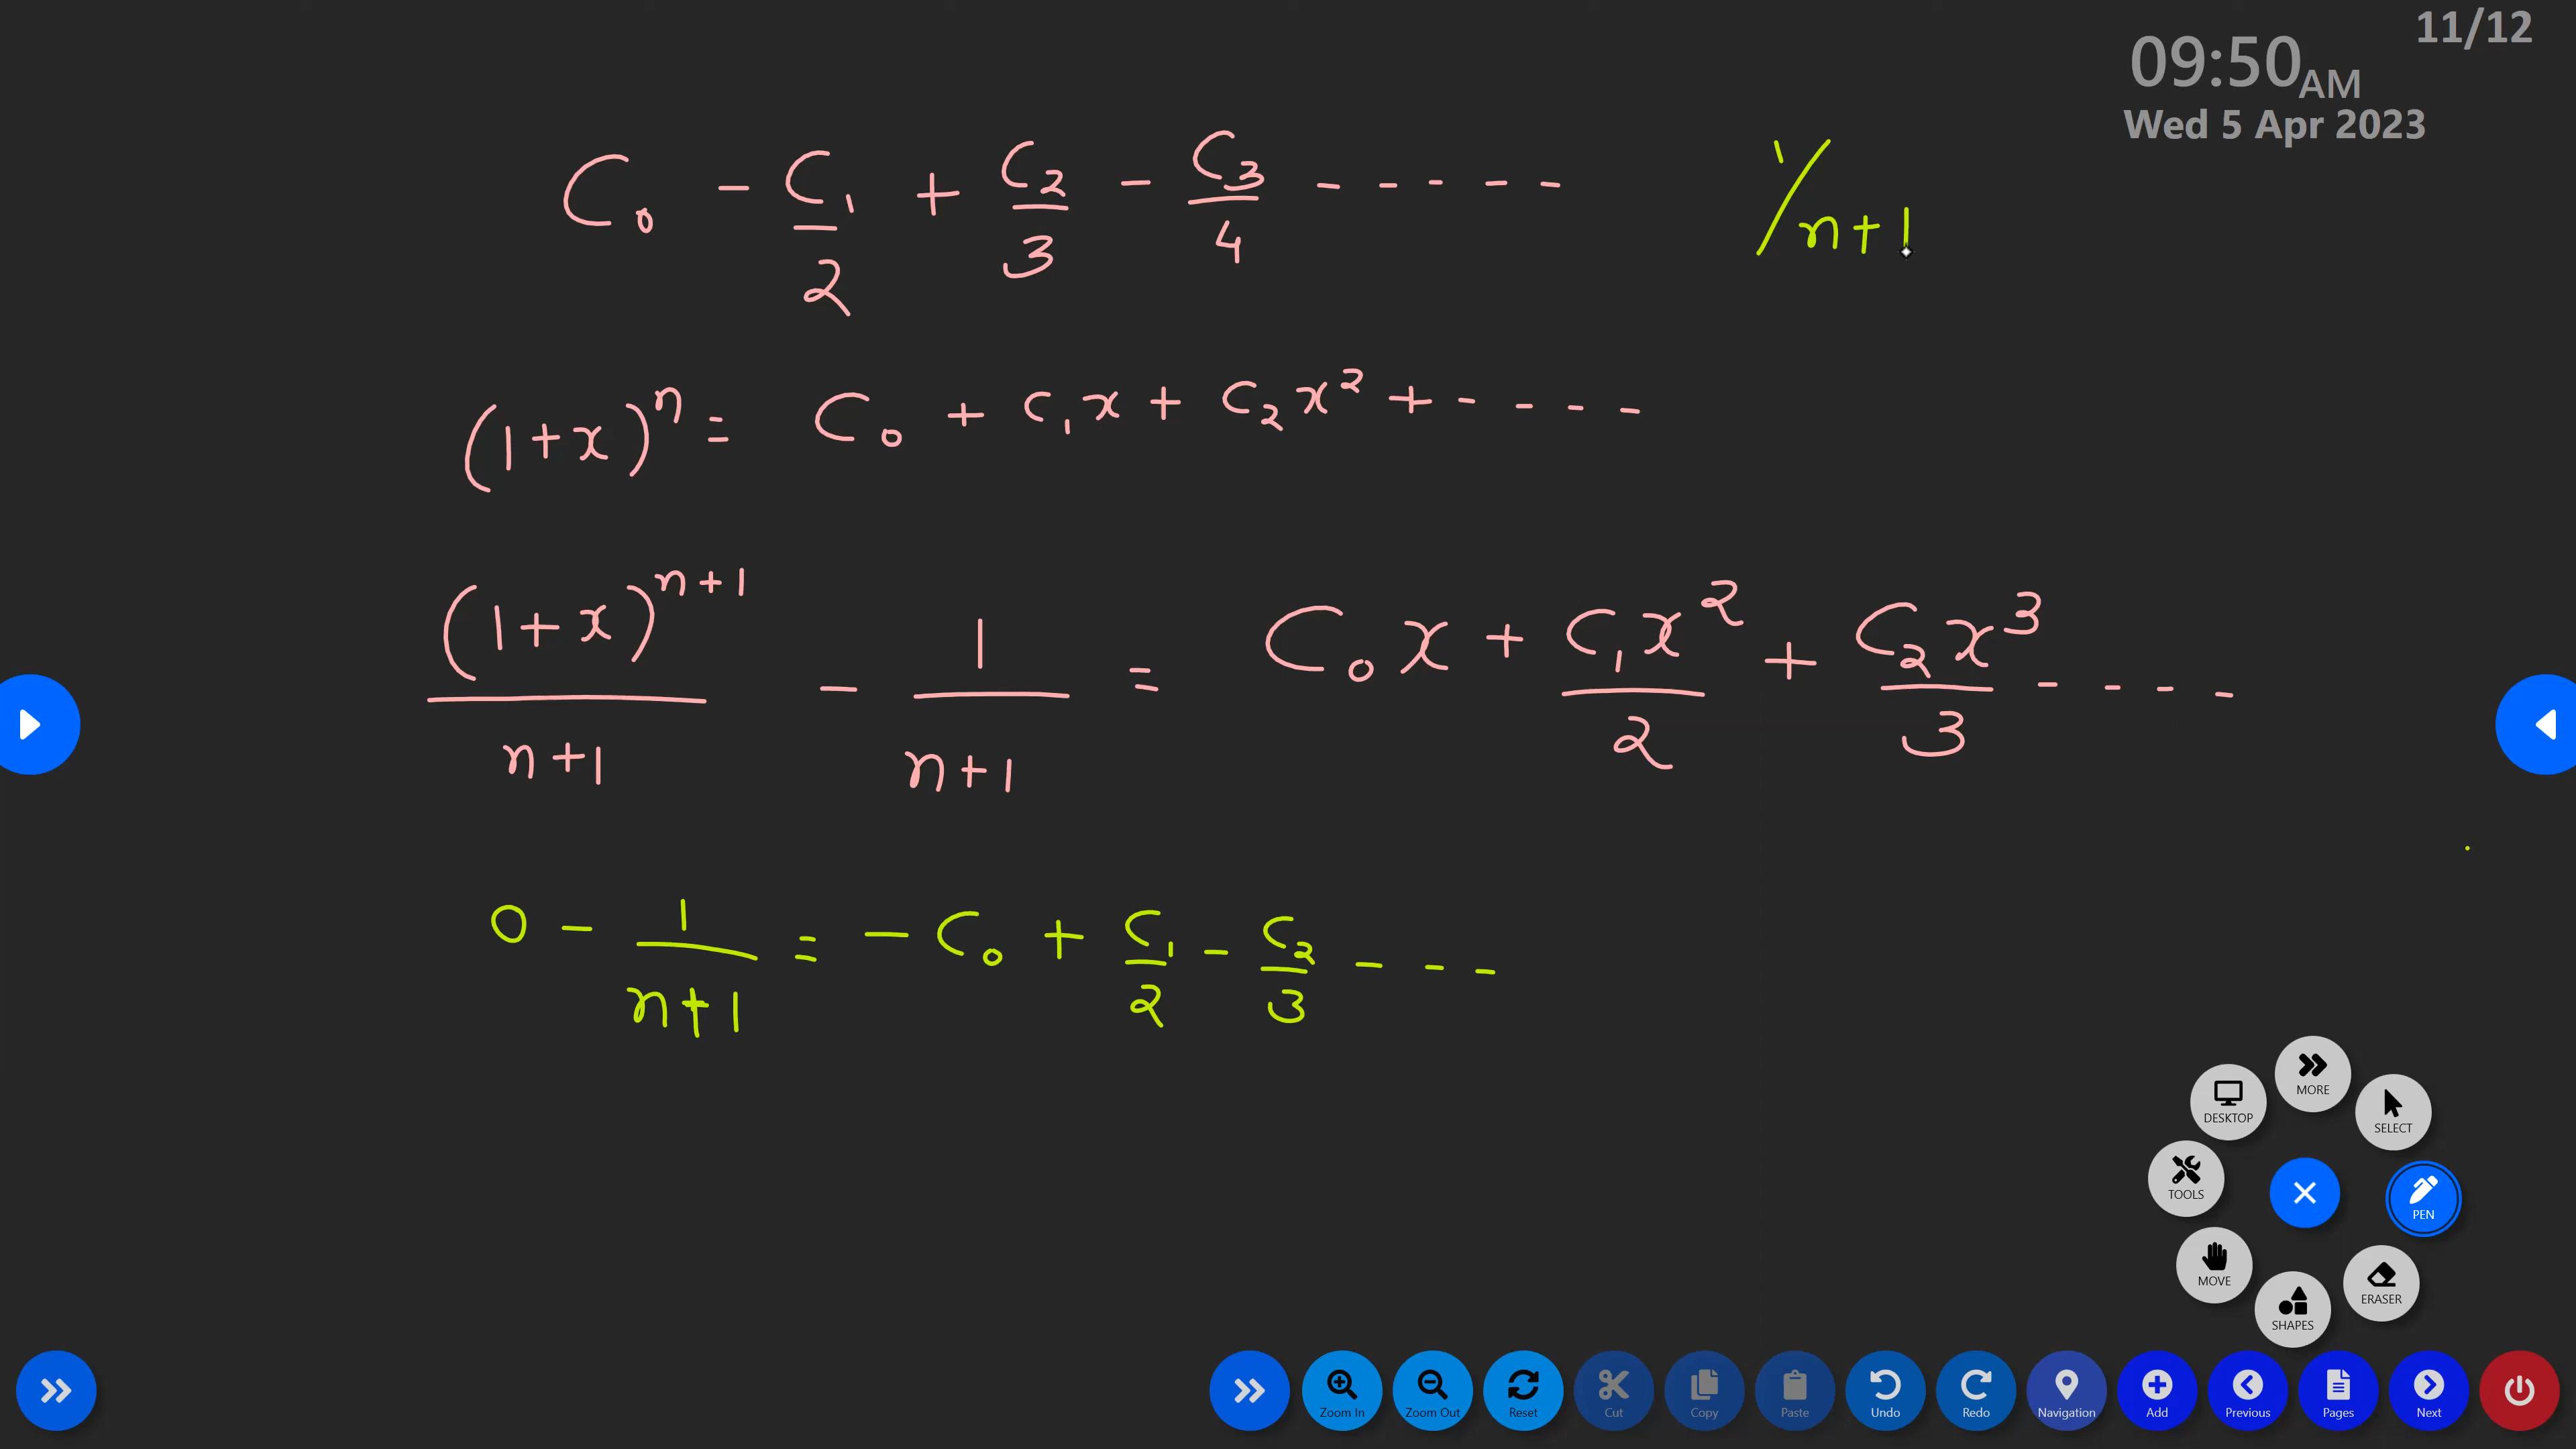 11/12
09:50 AM
Wed 5 Apr 2023
C₀ - C₁/2 + C₂/3 - C₃/4 - - - - - 1/n+1
(1+x)ⁿ = C₀ + C₁x + C₂x² + - - - -
(1+x)ⁿ⁺¹/n+1 - 1/n+1 = C₀x + C₁x²/2 + C₂x³/3 - - - -
0 - 1/n+1 = - C₀ + C₁/2 - C₂/3 - - -
MORE
DESKTOP
SELECT
TOOLS
PEN
MOVE
ERASER
SHAPES
Zoom In Zoom Out Reset Cut Copy Paste Undo Redo Navigation Add Previous Pages Next